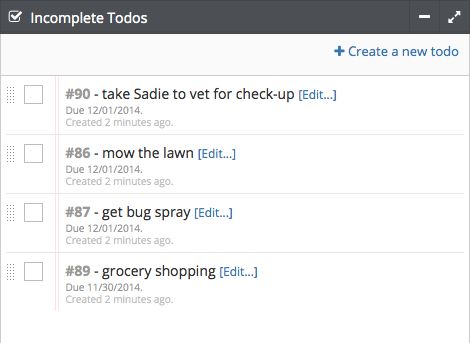 Incomplete Todos
+ Create a new todo
#90 - take Sadie to vet for check-up [Edit...]
Due 12/01/2014.
Created 2 minutes ago.
#86 - mow the lawn [Edit...]
Due 12/01/2014.
Created 2 minutes ago.
#87 - get bug spray [Edit...]
Due 12/01/2014.
Created 2 minutes ago.
#89 - grocery shopping [Edit...]
Due 11/30/2014.
Created 2 minutes ago.